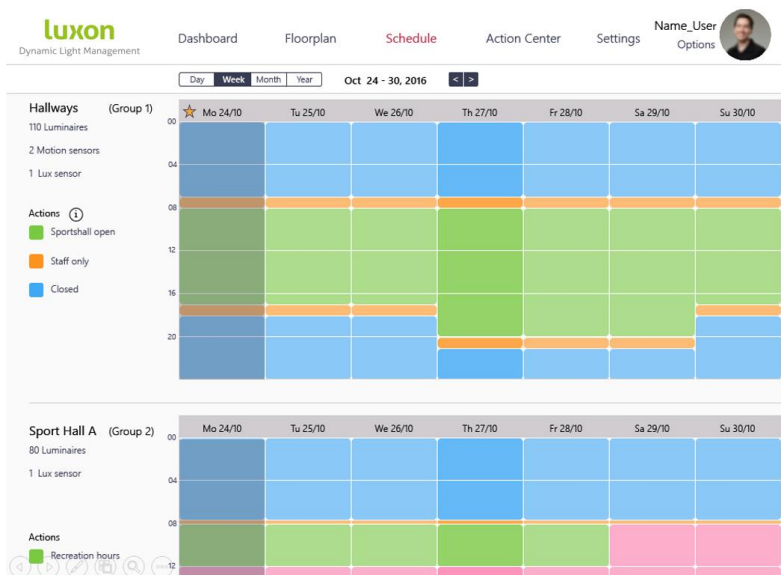 luxon
Dynamic Light Management
Dashboard Floorplan Schedule Action Center Settings
Name_User
Options
Day Week Month Year Oct 24 - 30, 2016 < >
Hallways (Group 1)
110 Luminaires
2 Motion sensors
1 Lux sensor
Actions i
Sportshall open
Staff only
Closed
Mo 24/10 Tu 25/10 We 26/10 Th 27/10 Fr 28/10 Sa 29/10 Su 30/10
00
04
08
12
16
20
Sport Hall A (Group 2)
80 Luminaires
1 Lux sensor
Actions
Recreation hours
Mo 24/10 Tu 25/10 We 26/10 Th 27/10 Fr 28/10 Sa 29/10 Su 30/10
00
04
08
12